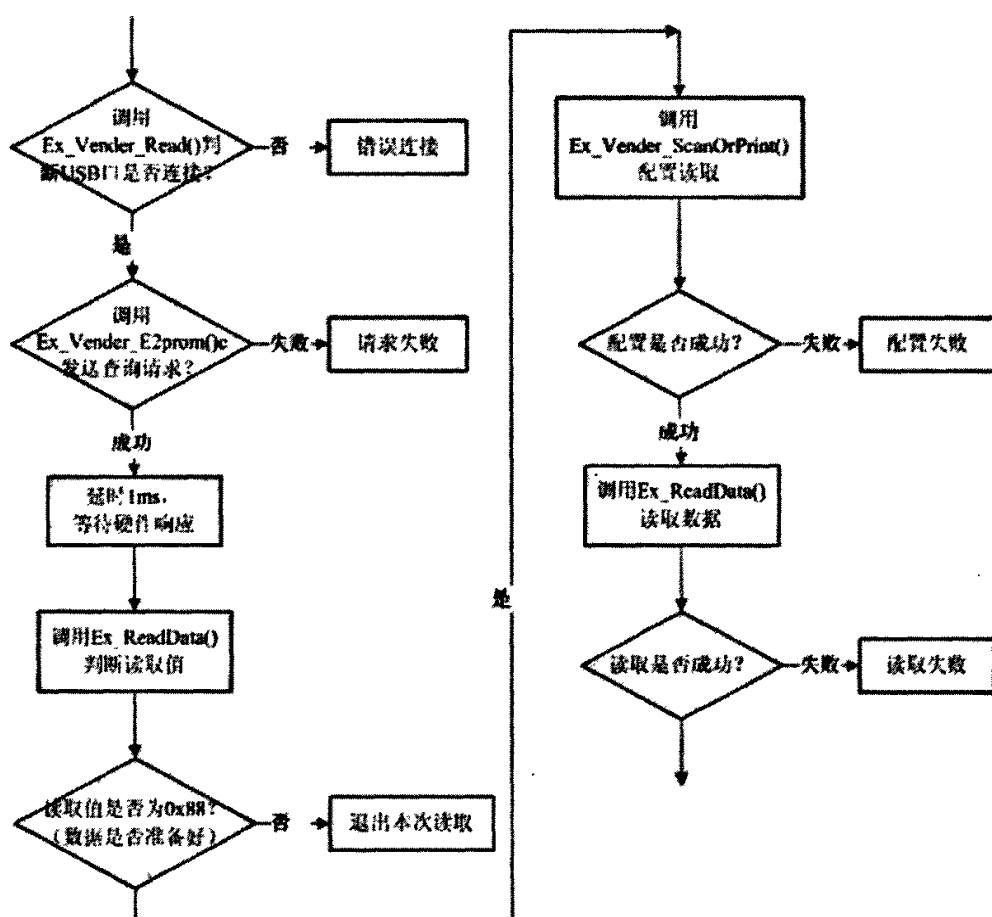 调用
Ex_Vender_Read()判
断USB口是否连接?
否
错误连接
是
调用
Ex_Vender_E2prom()c
发送查询请求?
失败
请求失败
成功
延时1ms,
等待硬件响应
调用Ex_ReadData()
判断读取值
读取值是否为0x88?
(数据是否准备好)
否
退出本次读取
是
调用
Ex_Vender_ScanOrPrint()
配置读取
配置是否成功?
失败
配置失败
成功
调用Ex_ReadData()
读取数据
读取是否成功?
失败
读取失败